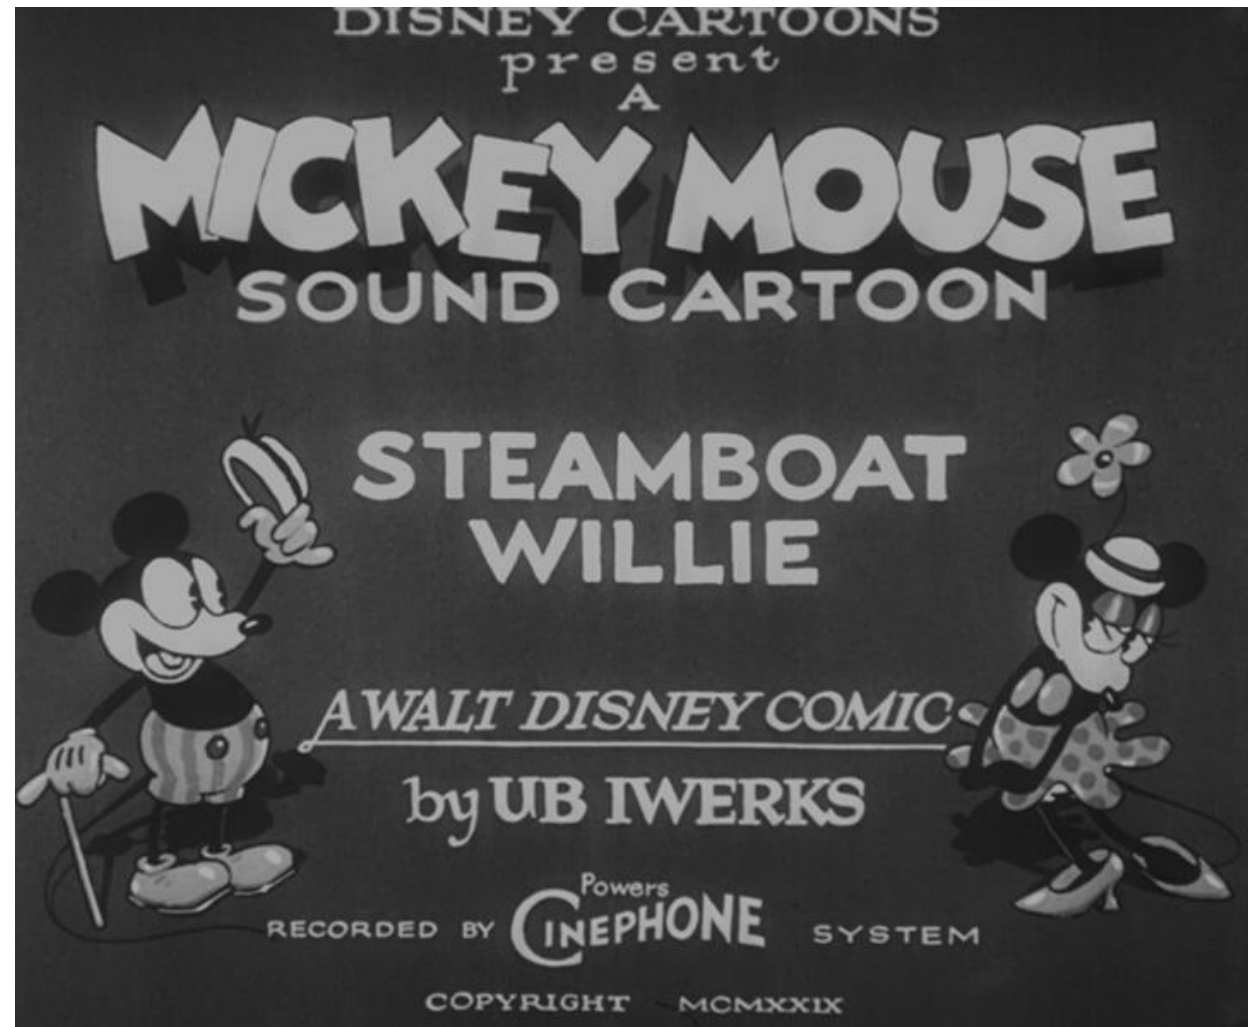 DISNEY CARTOONS
present
A
MICKEY MOUSE
SOUND CARTOON
STEAMBOAT
WILLIE
A WALT DISNEY COMIC
by UB IWERKS
Powers
RECORDED BY CINEPHONE SYSTEM
COPYRIGHT MCMXXIX